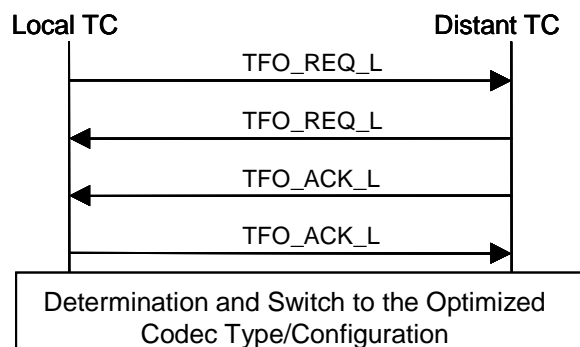 Local TC Distant TC
TFO_REQ_L
TFO_REQ_L
TFO_ACK_L
TFO_ACK_L
Determination and Switch to the Optimized
Codec Type/Configuration